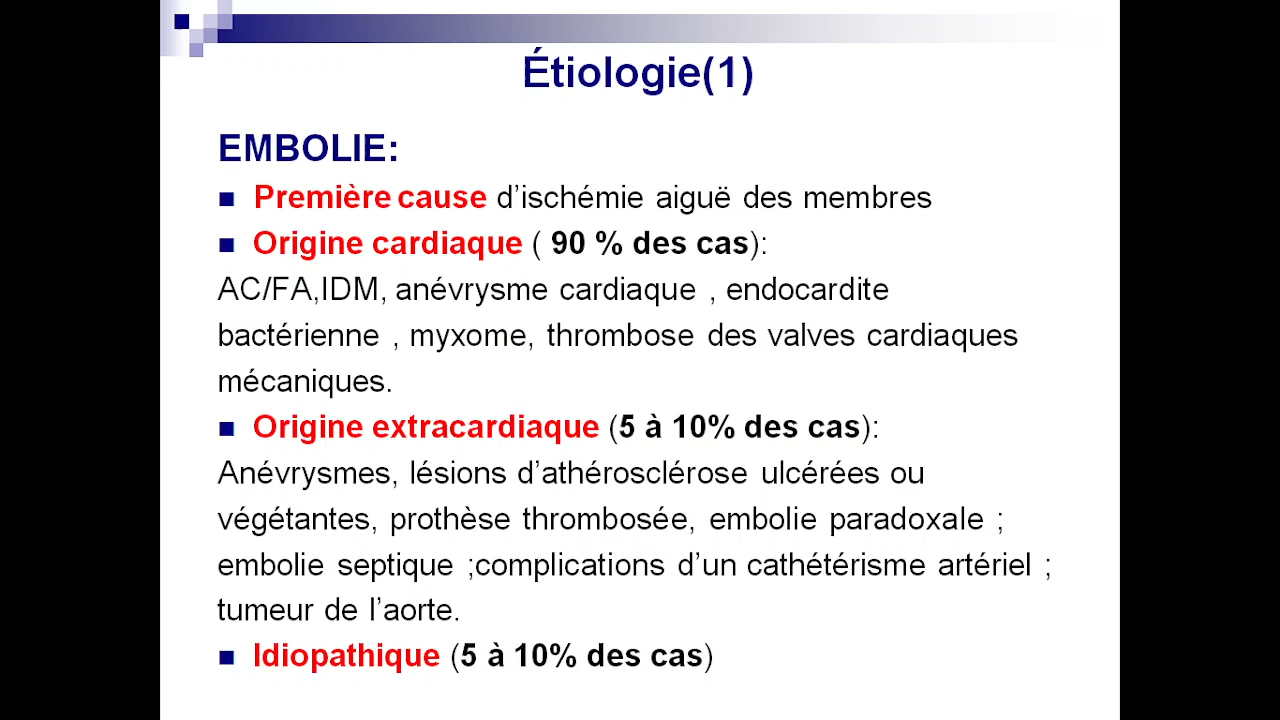 Étiologie(1)
EMBOLIE:
Première cause d’ischémie aiguë des membres
Origine cardiaque ( 90 % des cas):
AC/FA,IDM, anévrysme cardiaque , endocardite
bactérienne , myxome, thrombose des valves cardiaques
mécaniques.
Origine extracardiaque (5 à 10% des cas):
Anévrysmes, lésions d’athérosclérose ulcérées ou
végétantes, prothèse thrombosée, embolie paradoxale ;
embolie septique ;complications d’un cathétérisme artériel ;
tumeur de l’aorte.
Idiopathique (5 à 10% des cas)